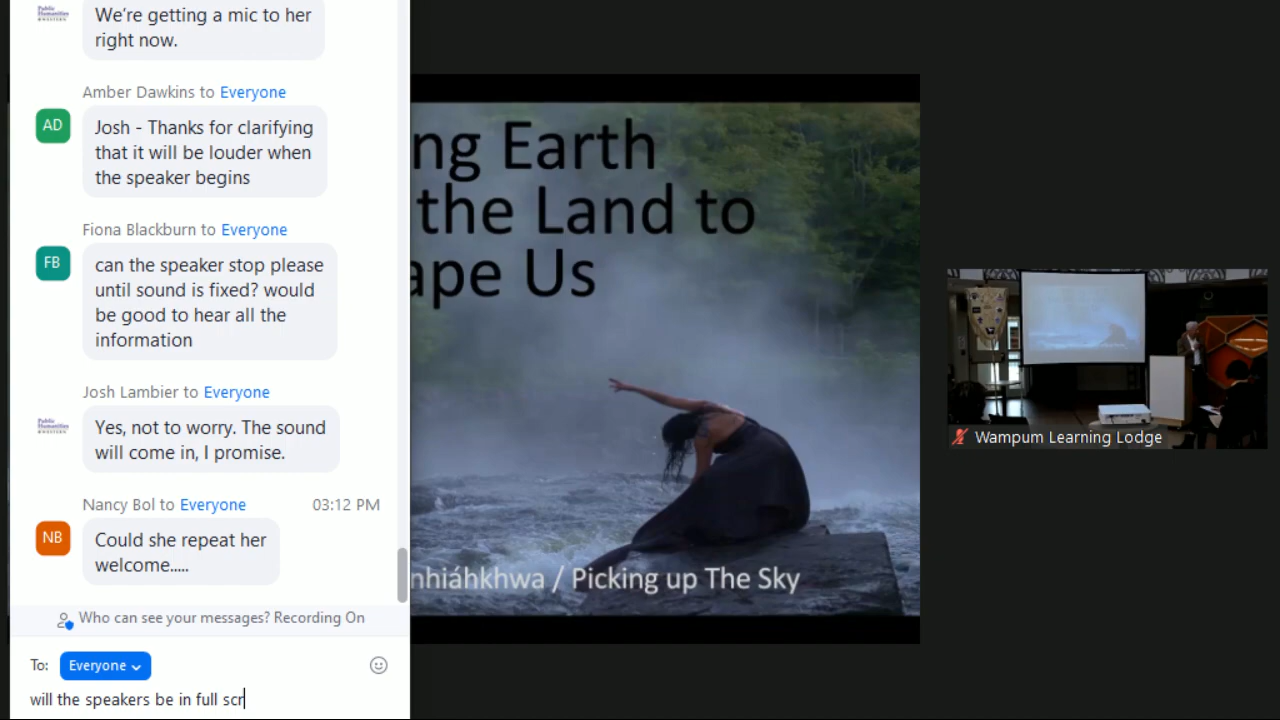 Public
Humanities
We're getting a mic to her
right now.
Amber Dawkins to Everyone
AD
Josh - Thanks for clarifying
that it will be louder when
the speaker begins
Fiona Blackburn to Everyone
FB
can the speaker stop please
until sound is fixed? would
be good to hear all the
information
Josh Lambier to Everyone
Public
Humanities
Yes, not to worry. The sound
will come in, I promise.
Nancy Bol to Everyone 03:12 PM
NB
Could she repeat her
welcome.....
Who can see your messages? Recording On
To: Everyone
will the speakers be in full scr
ng Earth
the Land to
ape Us
nhiáhkhwa / Picking up The Sky
Wampum Learning Lodge